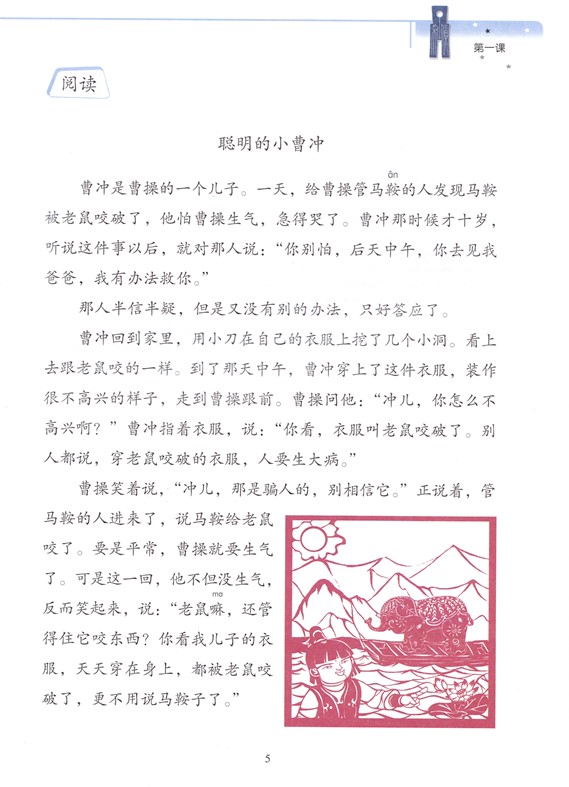 第一课
阅读
聪明的小曹冲
ān
曹冲是曹操的一个儿子。一天，给曹操管马鞍的人发现马鞍
被老鼠咬破了，他怕曹操生气，急得哭了。曹冲那时候才十岁，
听说这件事以后，就对那人说：“你别怕，后天中午，你去见我
爸爸，我有办法救你。”
那人半信半疑，但是又没有别的办法，只好答应了。
曹冲回到家里，用小刀在自己的衣服上挖了几个小洞。看上
去跟老鼠咬的一样。到了那天中午，曹冲穿上了这件衣服，装作
很不高兴的样子，走到曹操跟前。曹操问他：“冲儿，你怎么不
高兴啊？”曹冲指着衣服，说：“你看，衣服叫老鼠咬破了。别
人都说，穿老鼠咬破的衣服，人要生大病。”
曹操笑着说，“冲儿，那是骗人的，别相信它。”正说着，管
马鞍的人进来了，说马鞍给老鼠
咬了。要是平常，曹操就要生气
了。可是这一回，他不但没生气，
ma
反而笑起来，说：“老鼠嘛，还管
得住它咬东西？你看我儿子的衣
服，天天穿在身上，都被老鼠咬
破了，更不用说马鞍子了。”
5